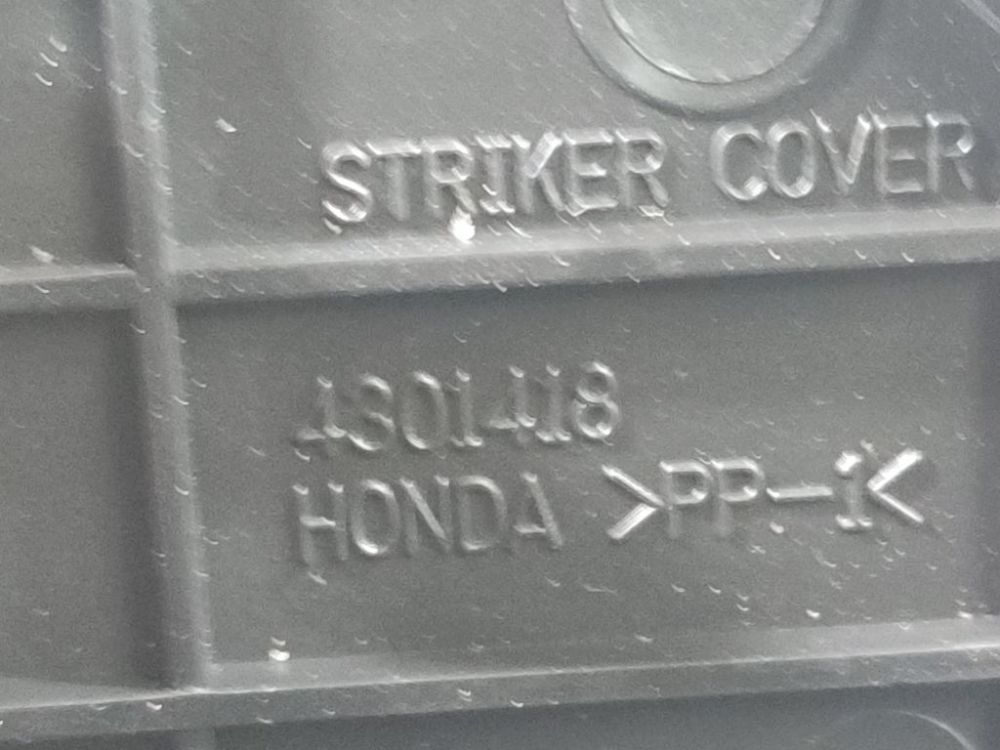 STRIKER COVER
4301418
HONDA >PP-1<